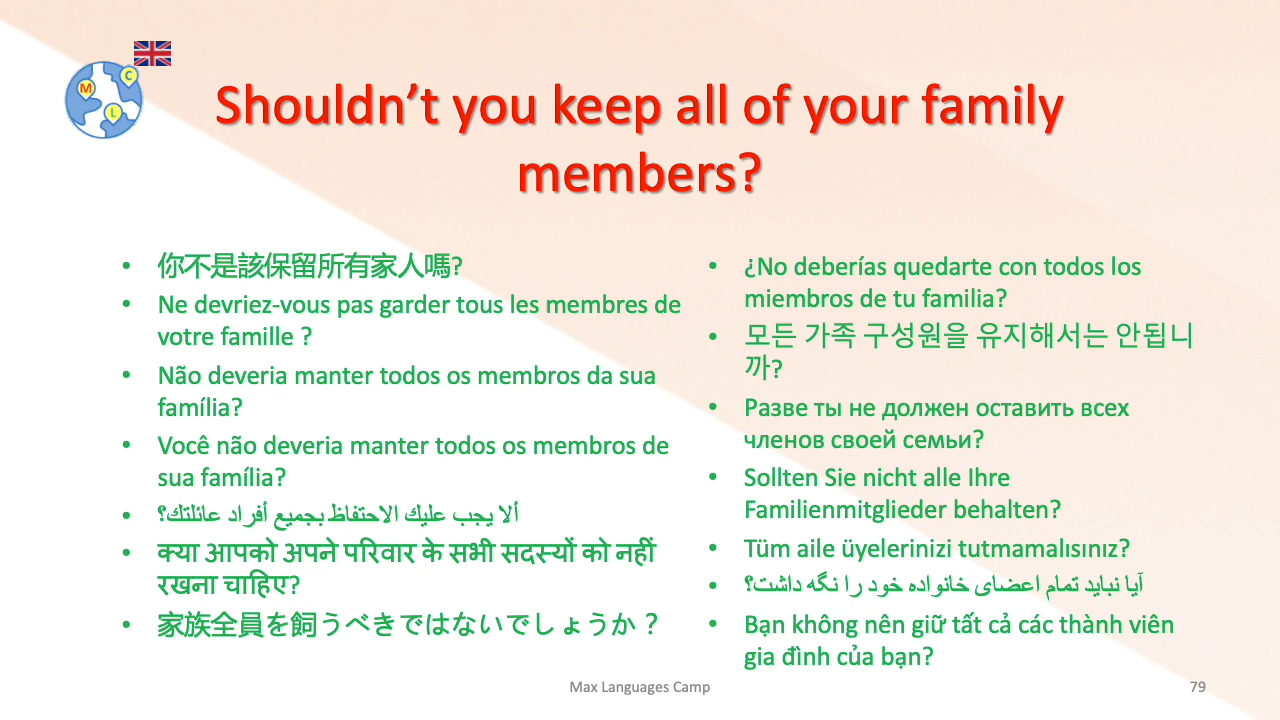 M
C
L
Shouldn’t you keep all of your family
members?
• 你不是該保留所有家人嗎?
• Ne devriez-vous pas garder tous les membres de
votre famille ?
• Não deveria manter todos os membros da sua
família?
• Você não deveria manter todos os membros de
sua família?
• ألا يجب عليك الاحتفاظ بجميع أفراد عائلتك؟
• क्या आपको अपने परिवार के सभी सदस्यों को नहीं
रखना चाहिए?
• 家族全員を飼うべきではないでしょうか？
• ¿No deberías quedarte con todos los
miembros de tu familia?
• 모든 가족 구성원을 유지해서는 안됩니
까?
• Разве ты не должен оставить всех
членов своей семьи?
• Sollten Sie nicht alle Ihre
Familienmitglieder behalten?
• Tüm aile üyelerinizi tutmamalısınız?
• آیا نباید تمام اعضای خانواده خود را نگه داشت؟
• Bạn không nên giữ tất cả các thành viên
gia đình của bạn?
Max Languages Camp
79